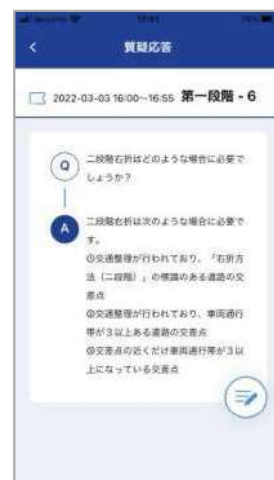 質疑応答
2022-03-03 16:00~16:55 第一段階 - 6
Q
二段階右折はどのような場合に必要で
しょうか?
A
二段階右折は次のような場合に必要で
す。
①交通整理が行われており、「右折方
法(二段階)」の標識のある道路の交
差点
②交通整理が行われており、車両通行
帯が3以上ある道路の交差点
③交差点の近くだけ車両通行帯が3以
上になっている交差点